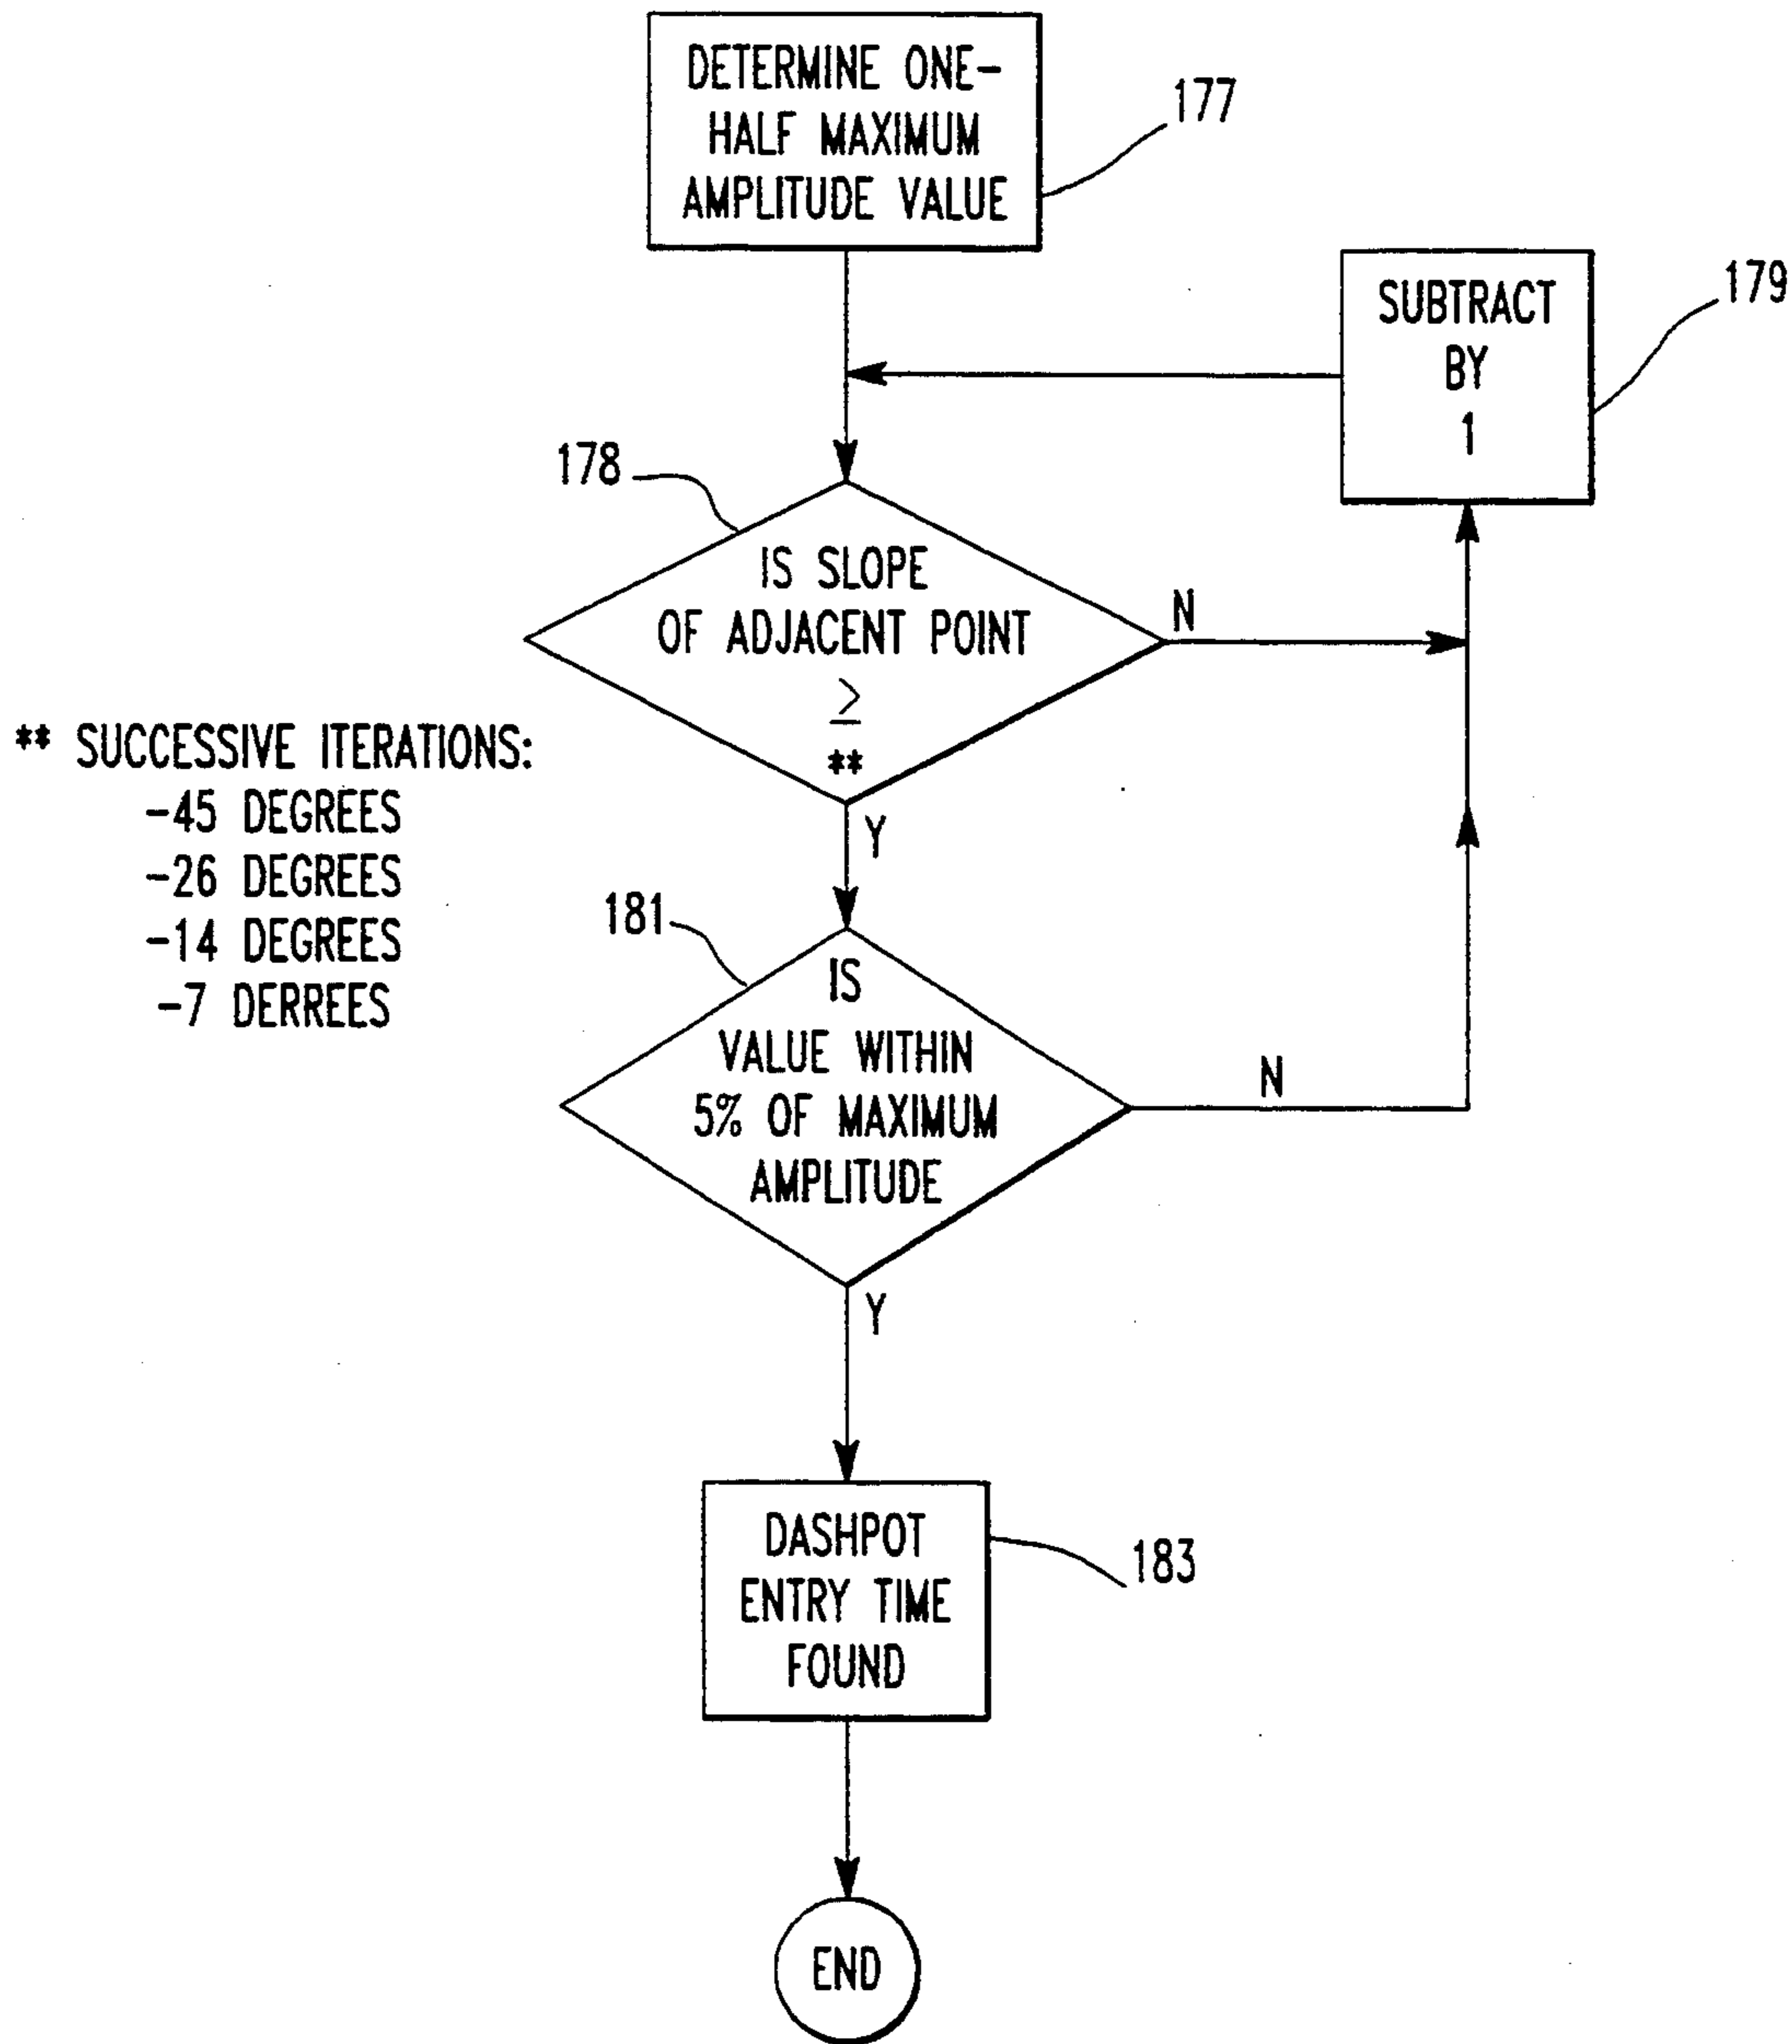 DETERMINE ONE-
HALF MAXIMUM
AMPLITUDE VALUE
177
SUBTRACT
BY
1
179
178
IS SLOPE
OF ADJACENT POINT
≥
**
N
Y
** SUCCESSIVE ITERATIONS:
-45 DEGREES
-26 DEGREES
-14 DEGREES
-7 DERREES
181
IS
VALUE WITHIN
5% OF MAXIMUM
AMPLITUDE
N
Y
DASHPOT
ENTRY TIME
FOUND
183
END